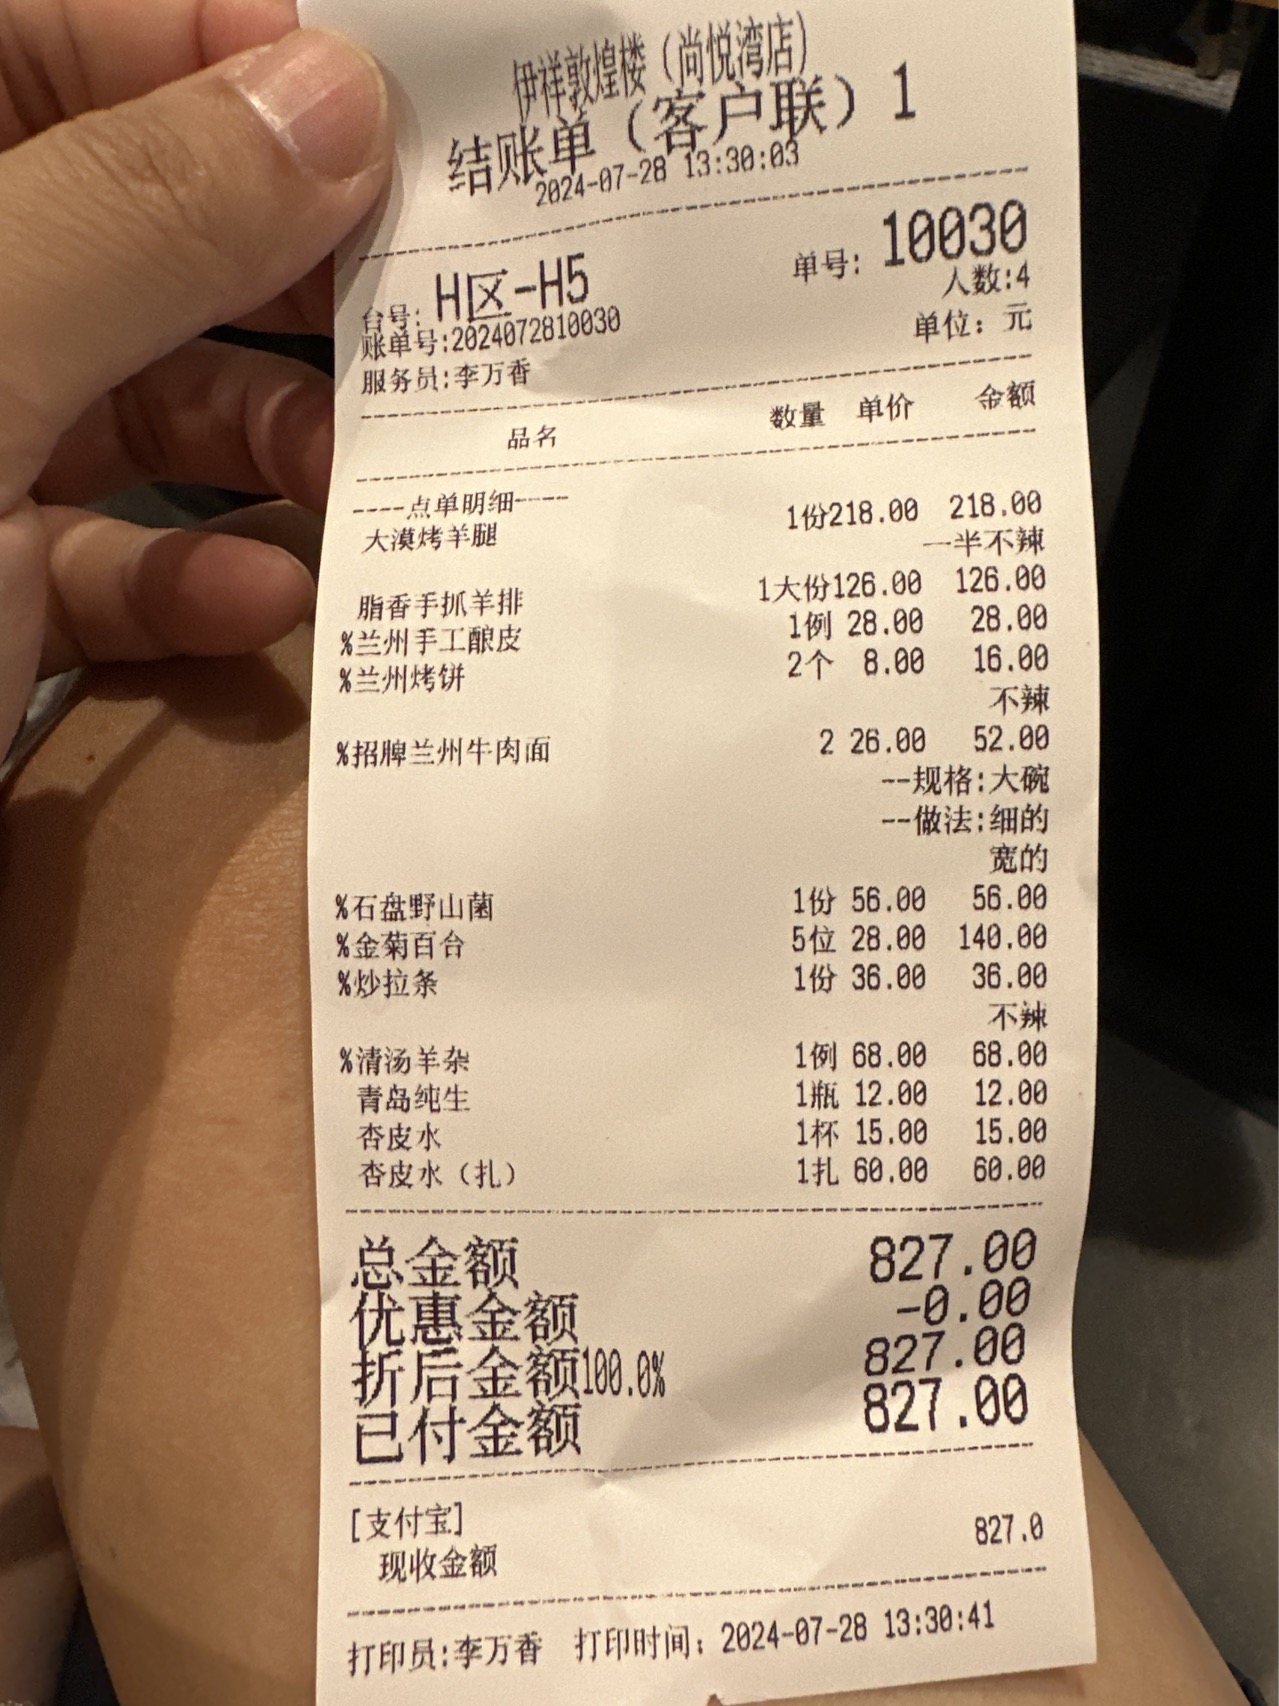 伊祥敦煌楼（尚悦湾店）
结账单（客户联）1
2024-07-28 13:30:03
台号: H区-H5 单号: 10030
账单号:2024072810030 人数:4
服务员:李万香 单位: 元
品名 数量 单价 金额
----点单明细----
大漠烤羊腿 1份218.00 218.00
一半不辣
脂香手抓羊排 1大份126.00 126.00
%兰州手工酿皮 1例 28.00 28.00
%兰州烤饼 2个 8.00 16.00
不辣
%招牌兰州牛肉面 2 26.00 52.00
--规格:大碗
--做法:细的
宽的
%石盘野山菌 1份 56.00 56.00
%金菊百合 5位 28.00 140.00
%炒拉条 1份 36.00 36.00
不辣
%清汤羊杂 1例 68.00 68.00
青岛纯生 1瓶 12.00 12.00
杏皮水 1杯 15.00 15.00
杏皮水（扎） 1扎 60.00 60.00
总金额 827.00
优惠金额 -0.00
折后金额100.0% 827.00
已付金额 827.00
[支付宝]
现收金额 827.0
打印员:李万香 打印时间: 2024-07-28 13:30:41